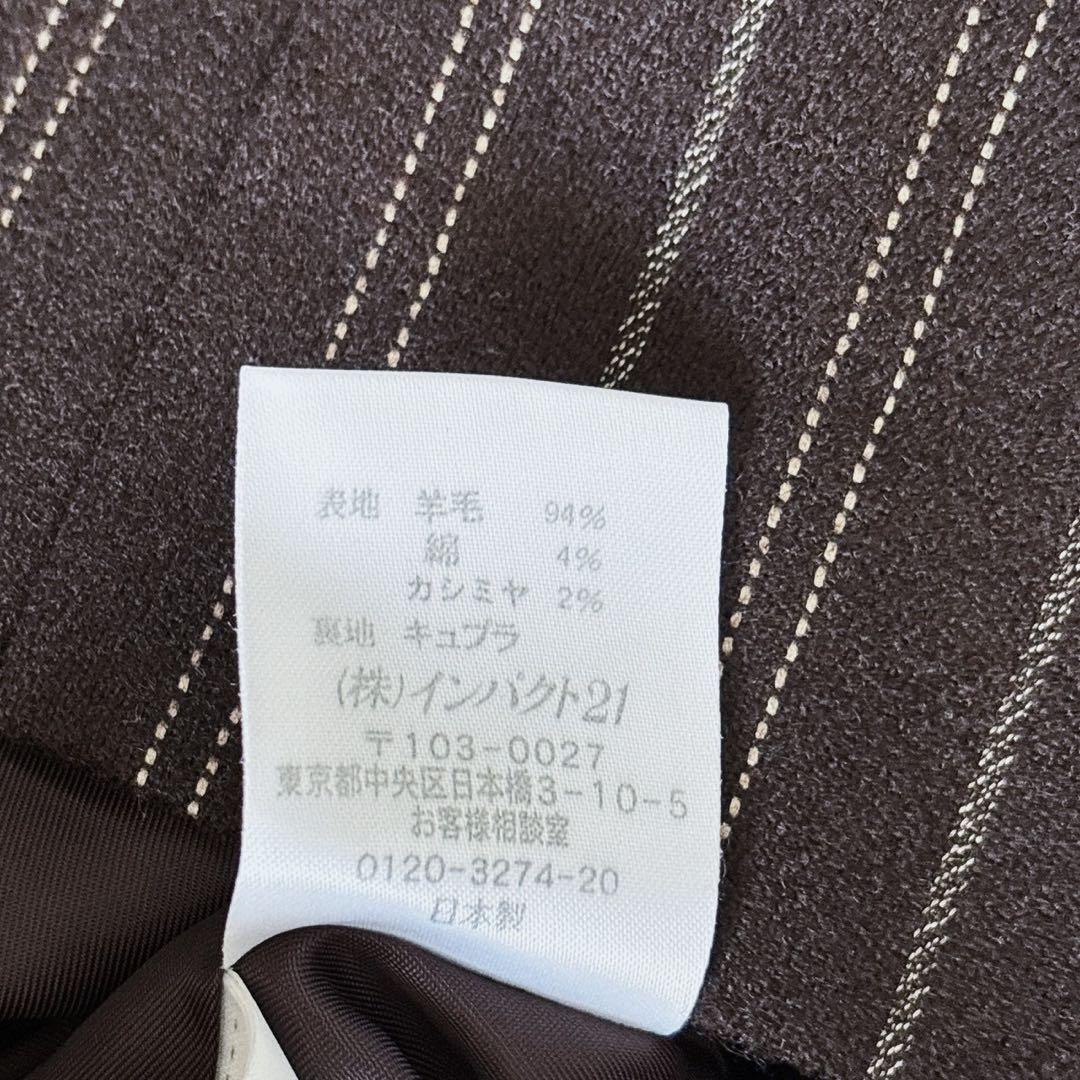 表地 羊毛 94%
綿 4%
カシミヤ 2%
裏地 キュプラ
(株)インパクト21
〒103-0027
東京都中央区日本橋3-10-5
お客様相談室
0120-3274-20
日本製